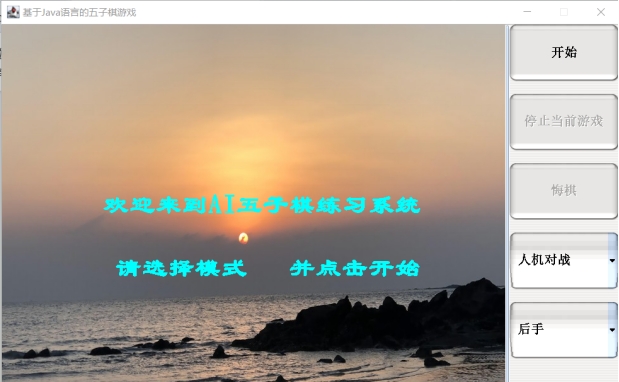 基于Java语言的五子棋游戏
开始
停止当前游戏
欢迎来到AI五子棋练习系统
悔棋
请选择模式 并点击开始
人机对战
后手